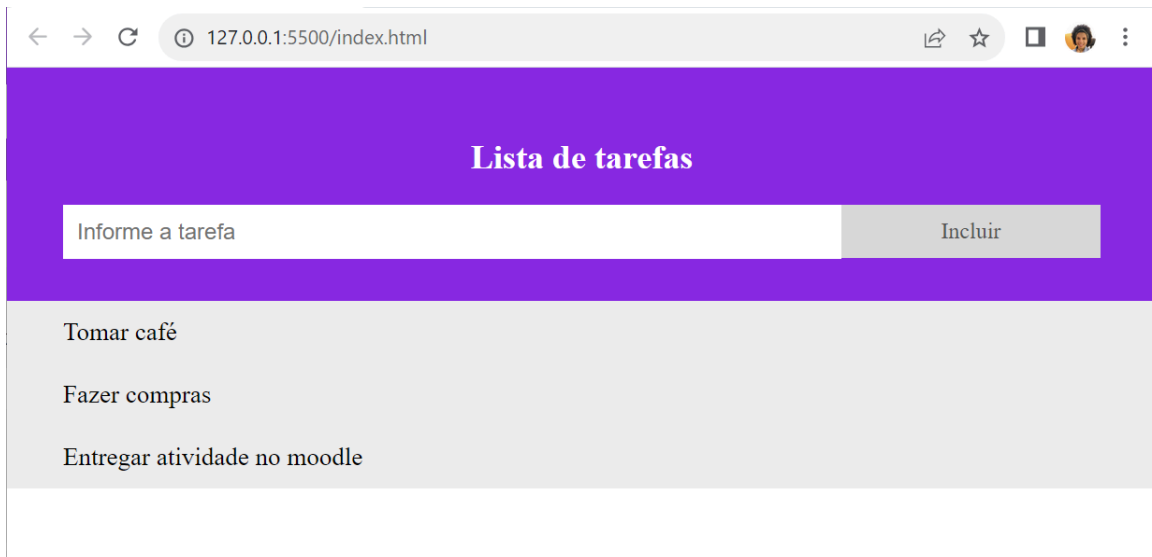 127.0.0.1:5500/index.html
Lista de tarefas
Informe a tarefa
Incluir
Tomar café
Fazer compras
Entregar atividade no moodle